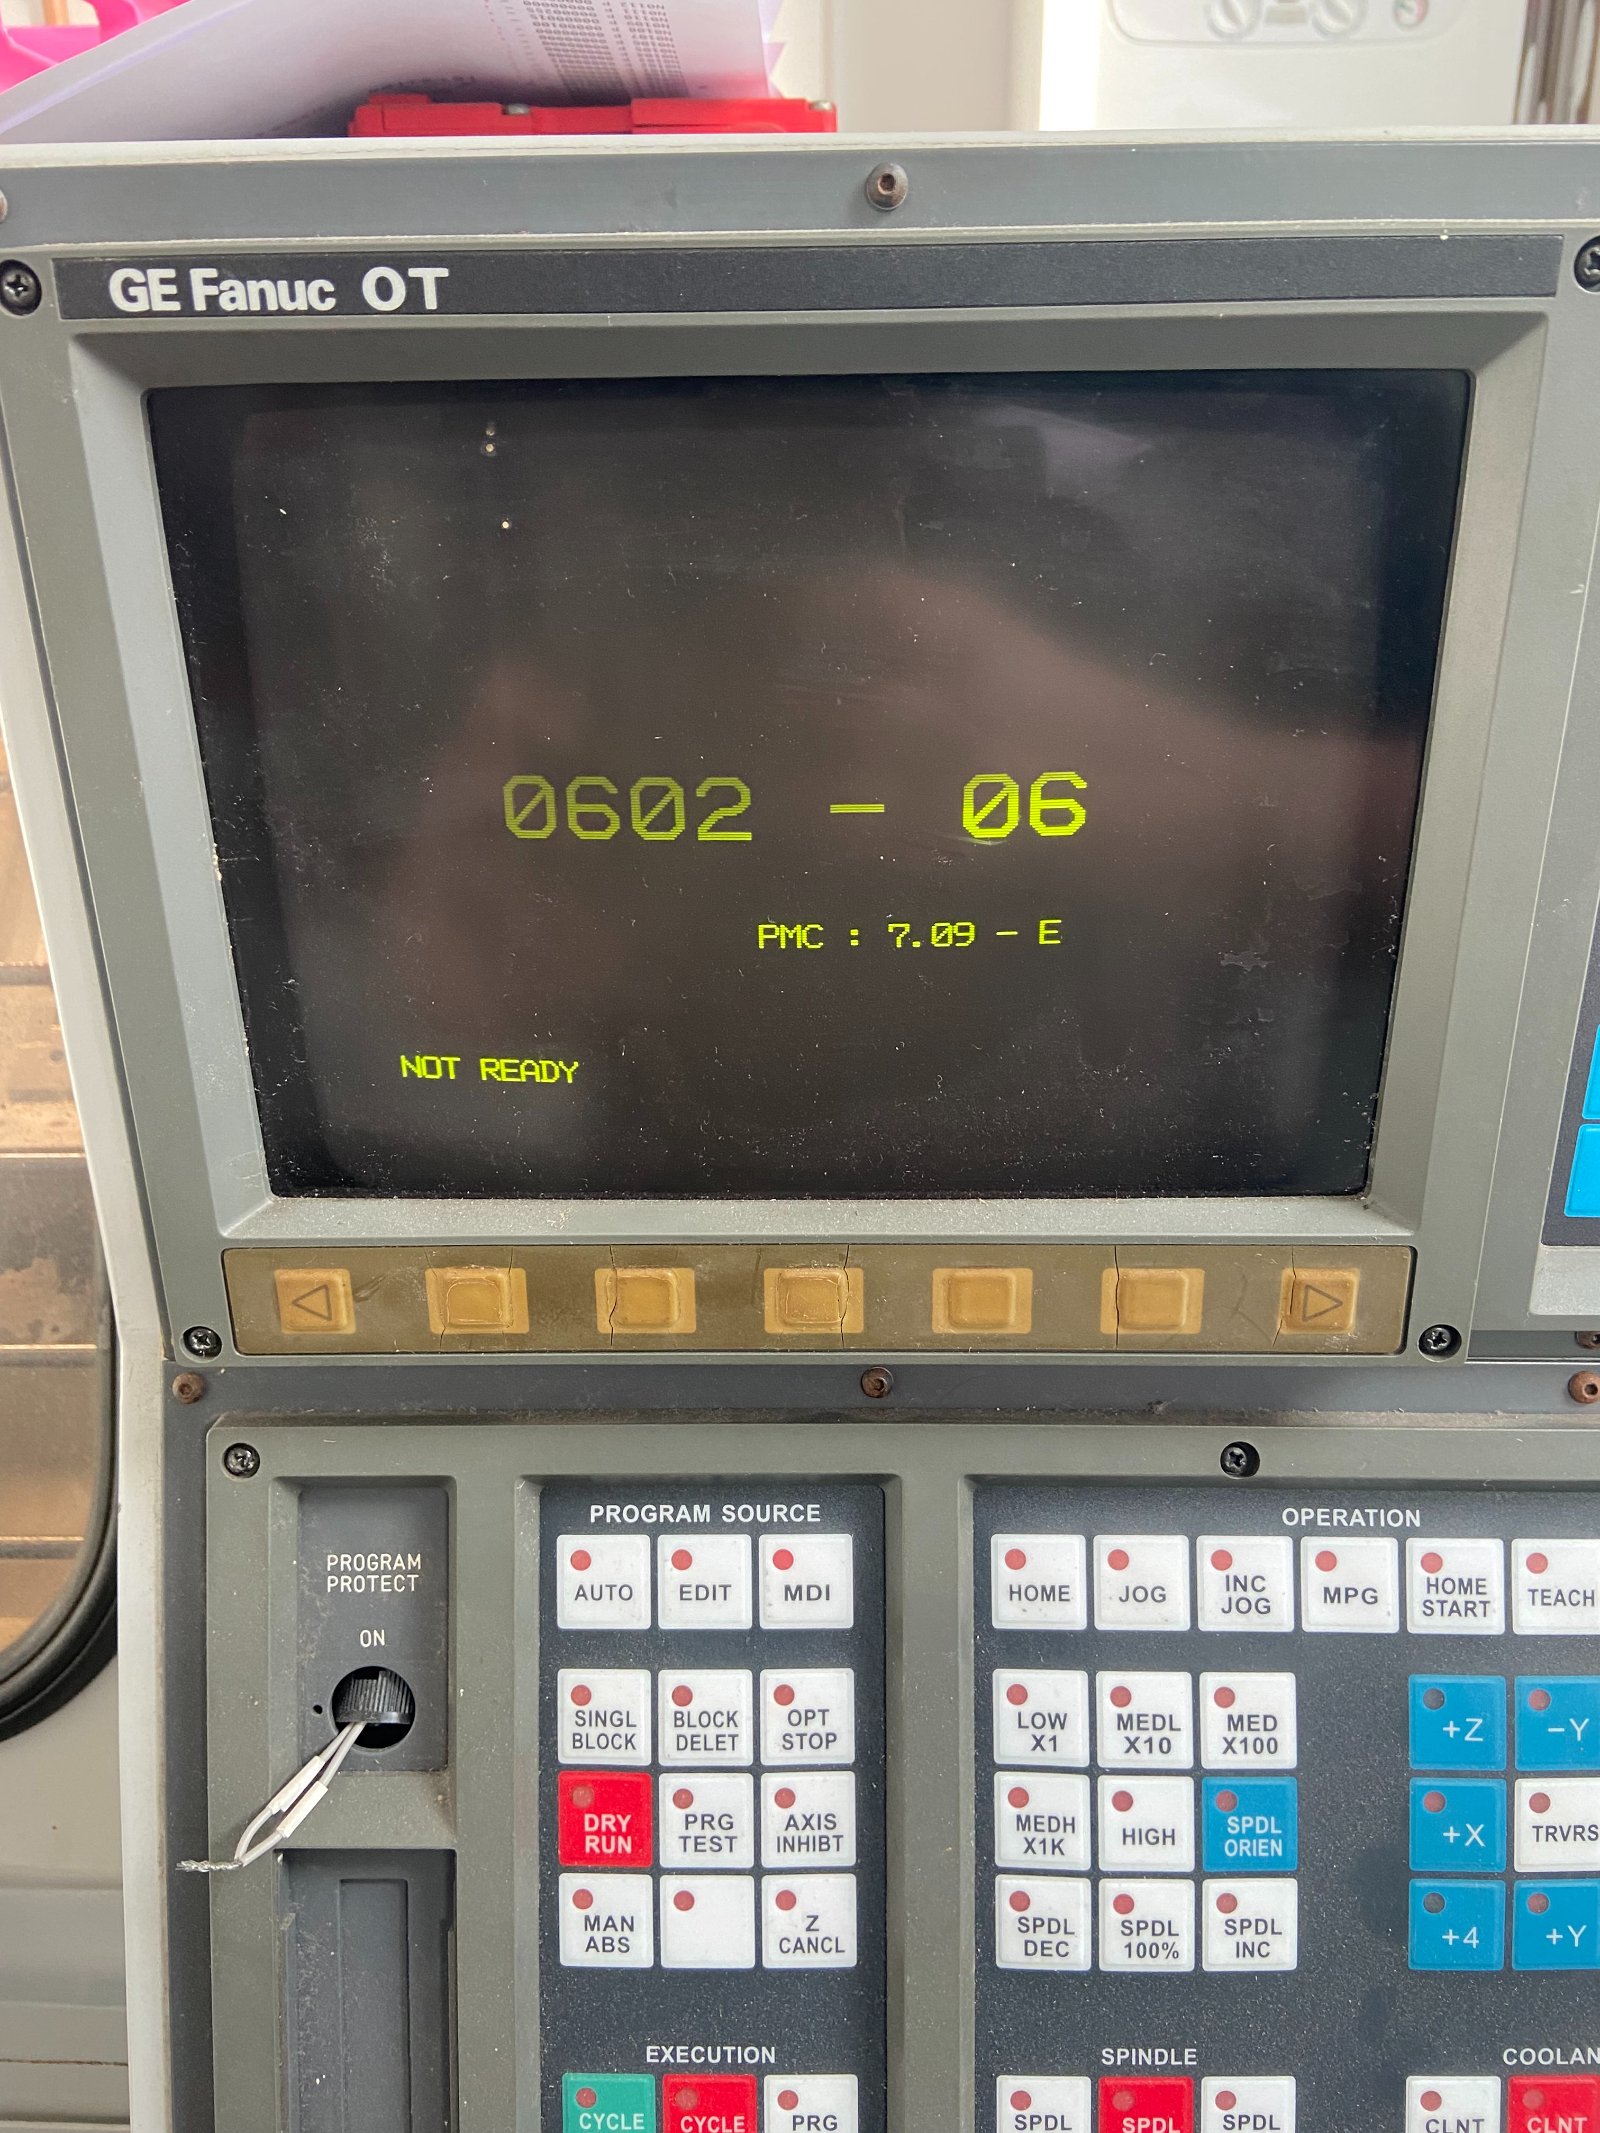 GE Fanuc OT
0602 - 06
PMC : 7.09 - E
NOT READY
PROGRAM
PROTECT
ON
PROGRAM SOURCE
AUTO
EDIT
MDI
SINGL
BLOCK
BLOCK
DELET
OPT
STOP
DRY
RUN
PRG
TEST
AXIS
INHIBT
MAN
ABS
Z
CANCL
EXECUTION
CYCLE
CYCLE
PRG
OPERATION
HOME
JOG
INC
JOG
MPG
HOME
START
TEACH
LOW
X1
MEDL
X10
MED
X100
+Z
-Y
MEDH
X1K
HIGH
SPDL
ORIEN
+X
TRVRS
SPDL
DEC
SPDL
100%
SPDL
INC
+4
+Y
SPINDLE
SPDL
SPDL
SPDL
COOLAN
CLNT
CLNT